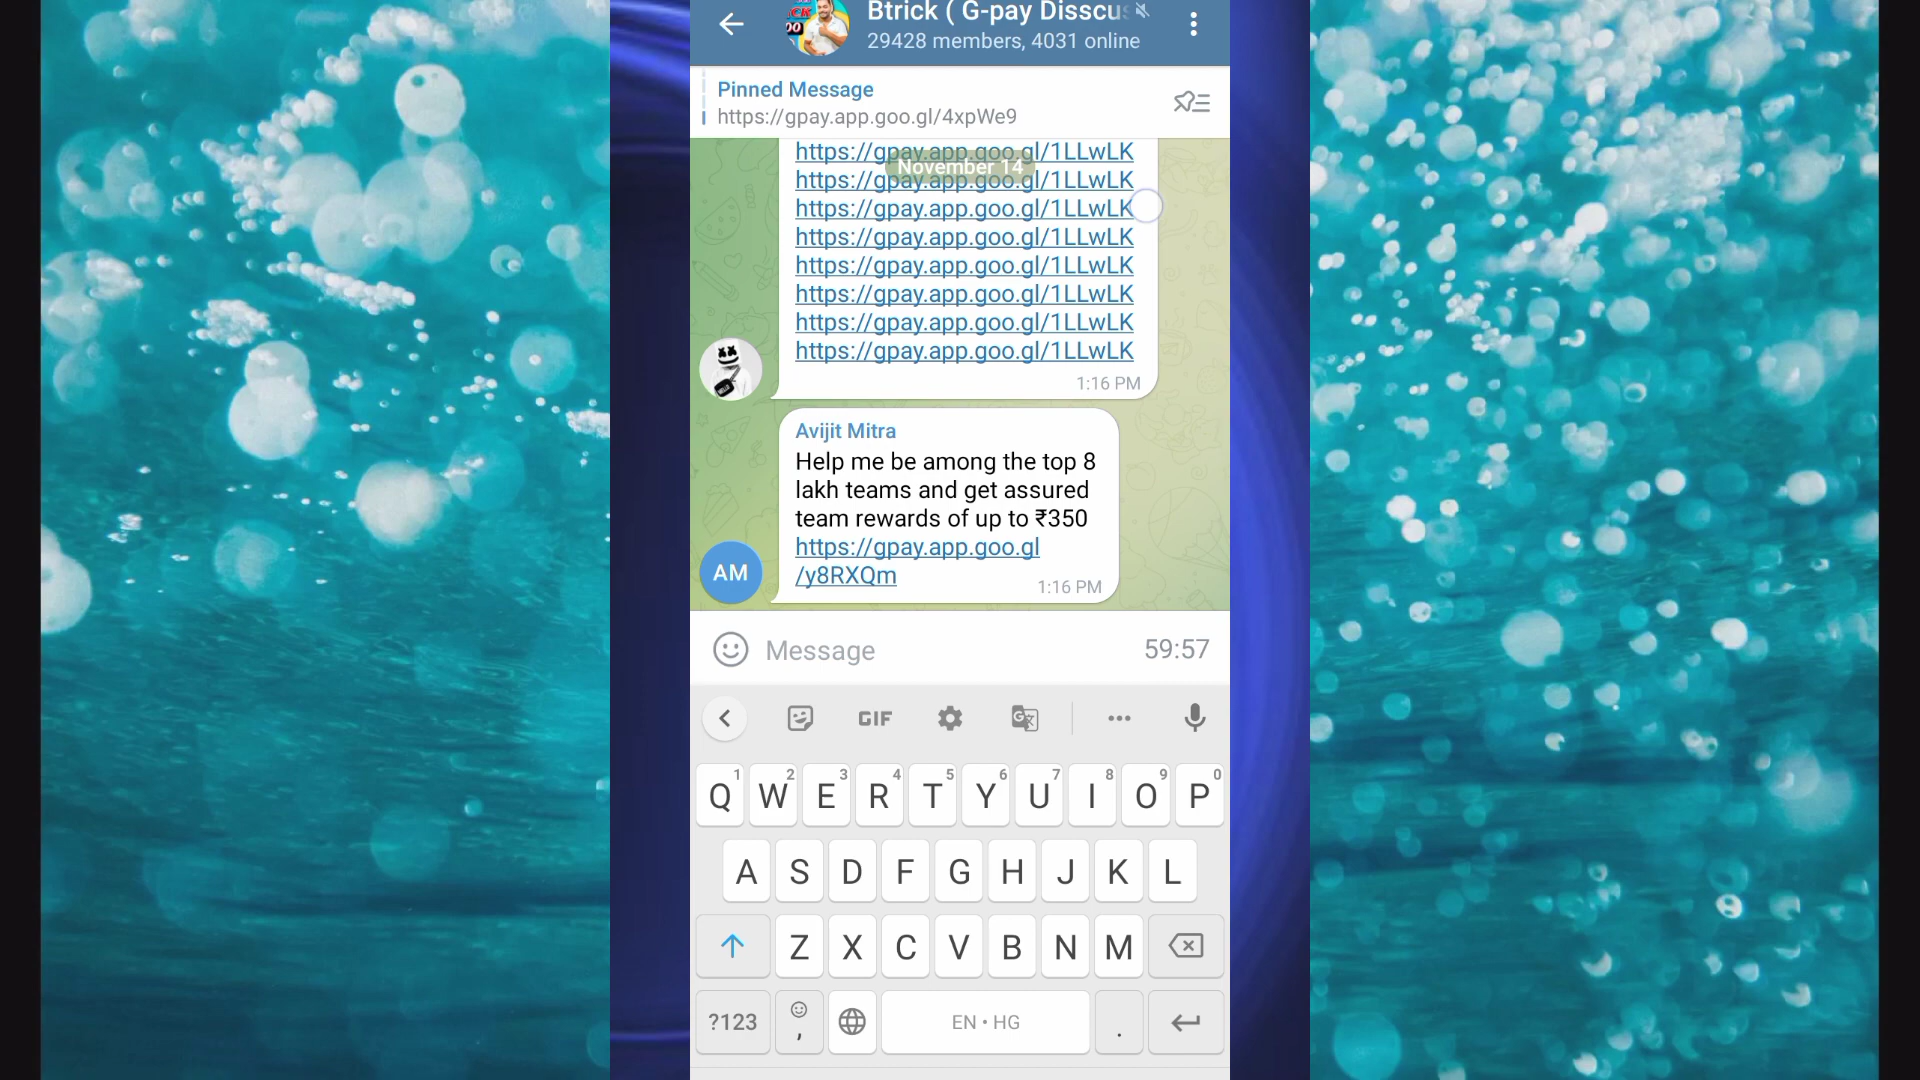 Btrick ( G-pay Disscu
29428 members, 4031 online
Pinned Message
https://gpay.app.goo.gl/4xpWe9
https://gpay.app.goo.gl/1LLwLK
November 14
https://gpay.app.goo.gl/1LLwLK
https://gpay.app.goo.gl/1LLwLK
https://gpay.app.goo.gl/1LLwLK
https://gpay.app.goo.gl/1LLwLK
https://gpay.app.goo.gl/1LLwLK
https://gpay.app.goo.gl/1LLwLK
https://gpay.app.goo.gl/1LLwLK
1:16 PM
Avijit Mitra
Help me be among the top 8
lakh teams and get assured
team rewards of up to ₹350
https://gpay.app.goo.gl
/y8RXQm
1:16 PM
AM
Message
59:57
GIF
1 2 3 4 5 6 7 8 9 0
Q W E R T Y U I O P
A S D F G H J K L
Z X C V B N M
?123 , EN • HG .